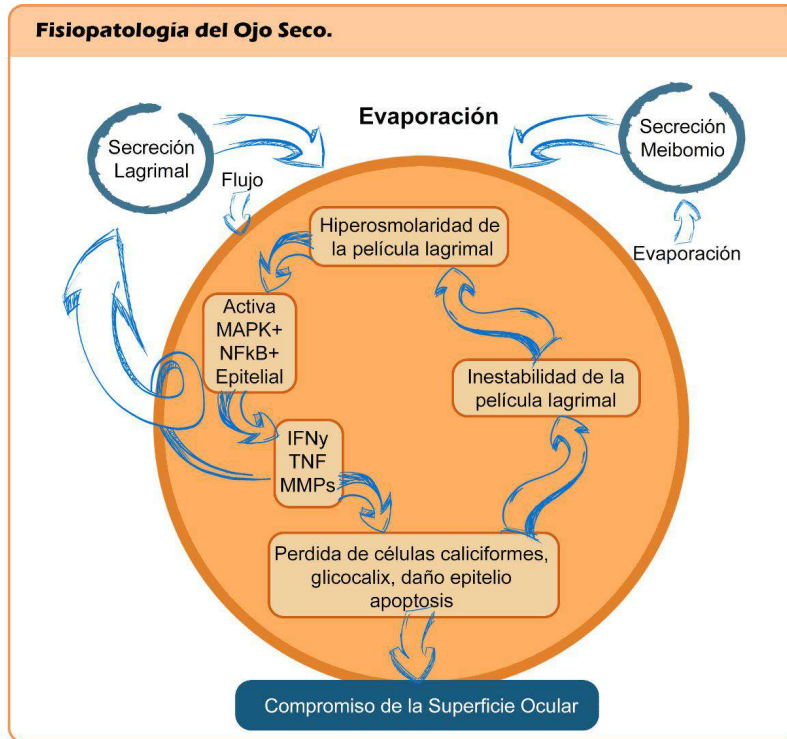 Fisiopatología del Ojo Seco.
Evaporación
Secreción
Lagrimal
Secreción
Meibomio
Flujo
Evaporación
Hiperosmolaridad de
la película lagrimal
Activa
MAPK+
NFkB+
Epitelial
Inestabilidad de la
película lagrimal
IFNy
TNF
MMPs
Perdida de células caliciformes,
glicocalix, daño epitelio
apoptosis
Compromiso de la Superficie Ocular